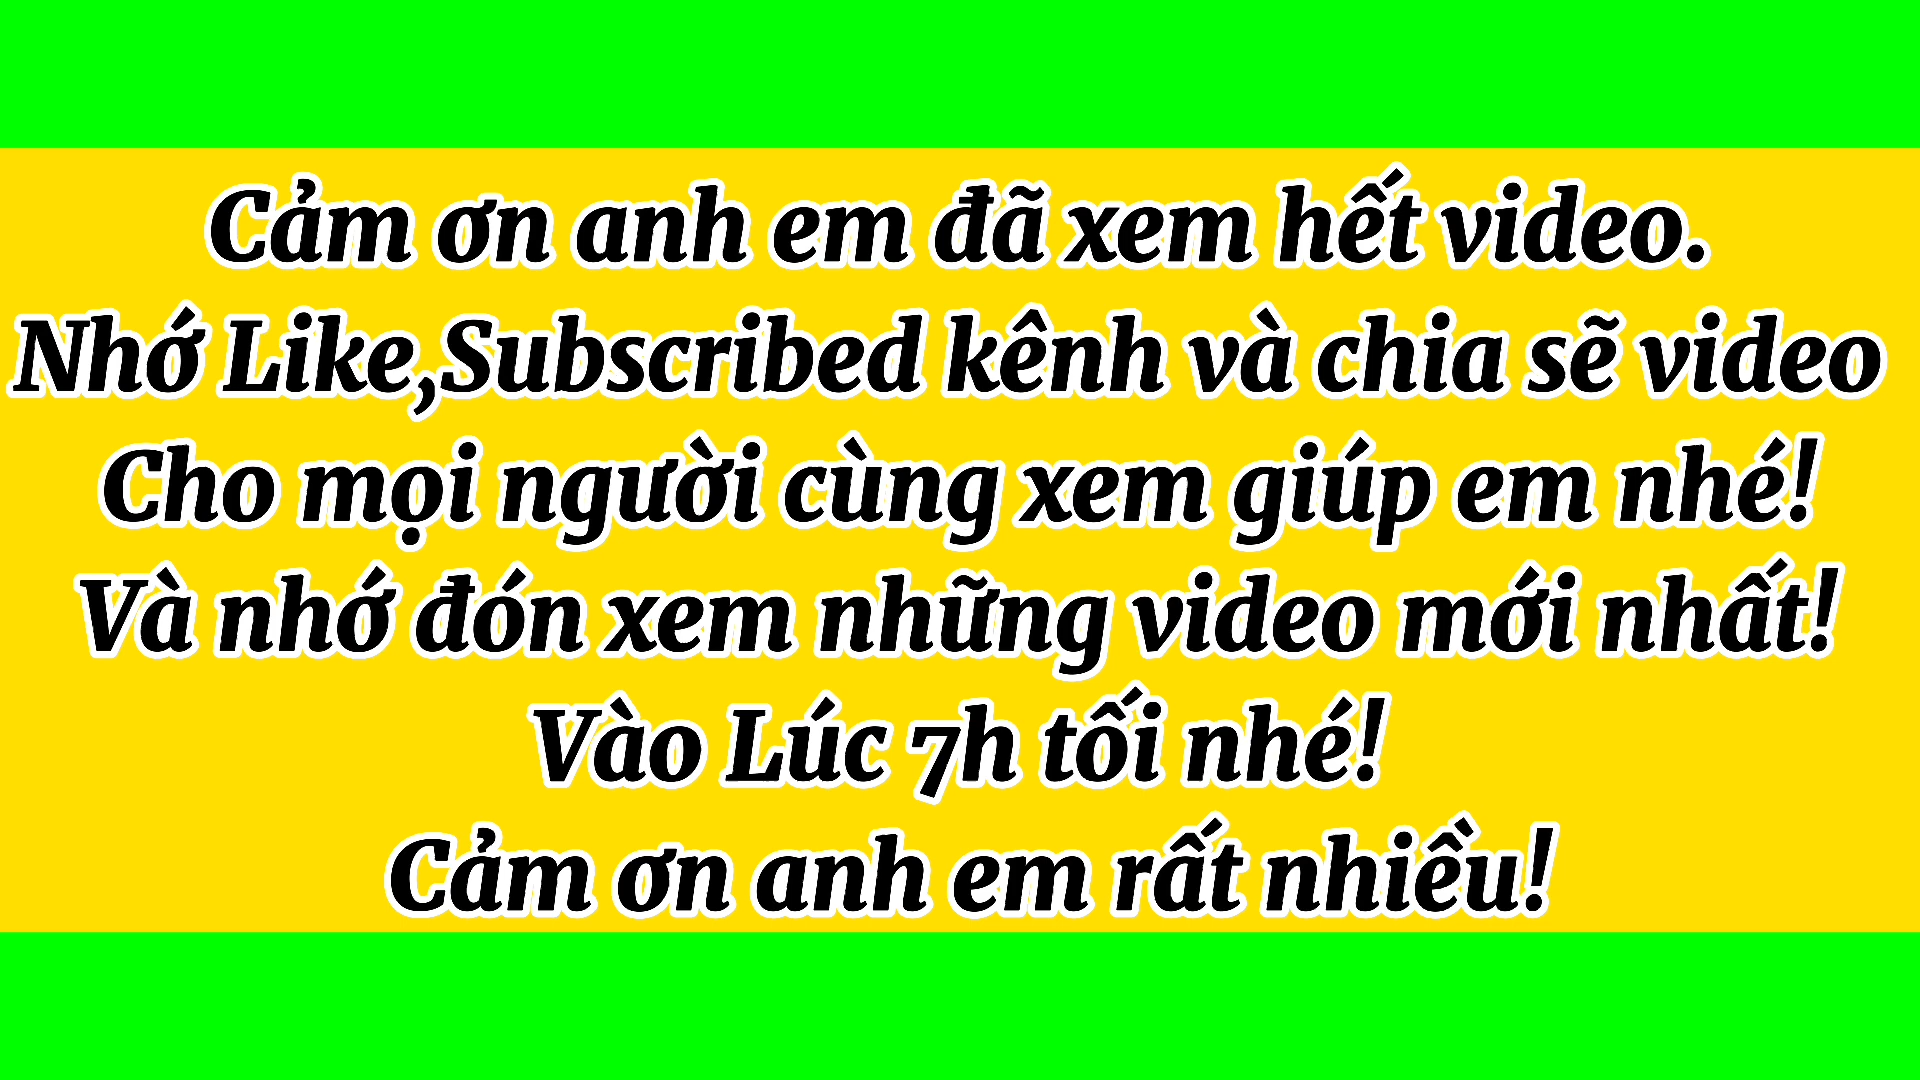 Cảm ơn anh em đã xem hết video.
Nhớ Like,Subscribed kênh và chia sẽ video
Cho mọi người cùng xem giúp em nhé!
Và nhớ đón xem những video mới nhất!
Vào Lúc 7h tối nhé!
Cảm ơn anh em rất nhiều!